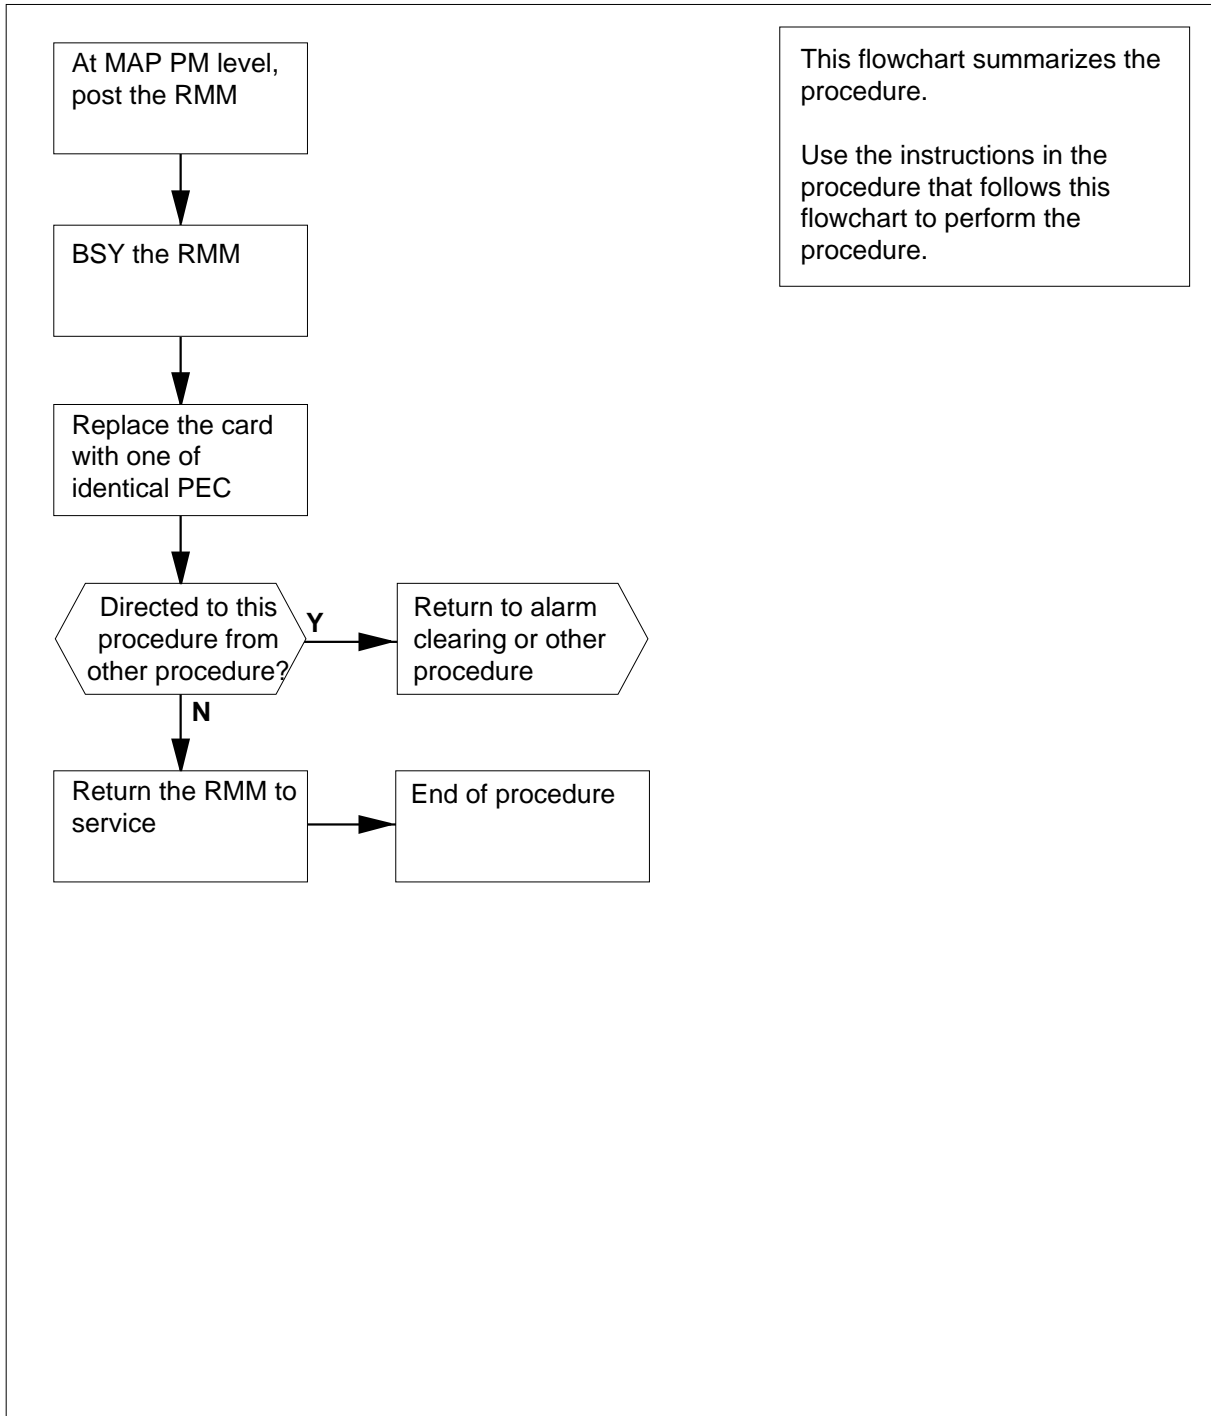 At MAP PM level,
post the RMM
This flowchart summarizes the
procedure.
Use the instructions in the
procedure that follows this
flowchart to perform the
procedure.
BSY the RMM
Replace the card
with one of
identical PEC
Directed to this
procedure from
other procedure?
Y
Return to alarm
clearing or other
procedure
N
Return the RMM to
service
End of procedure